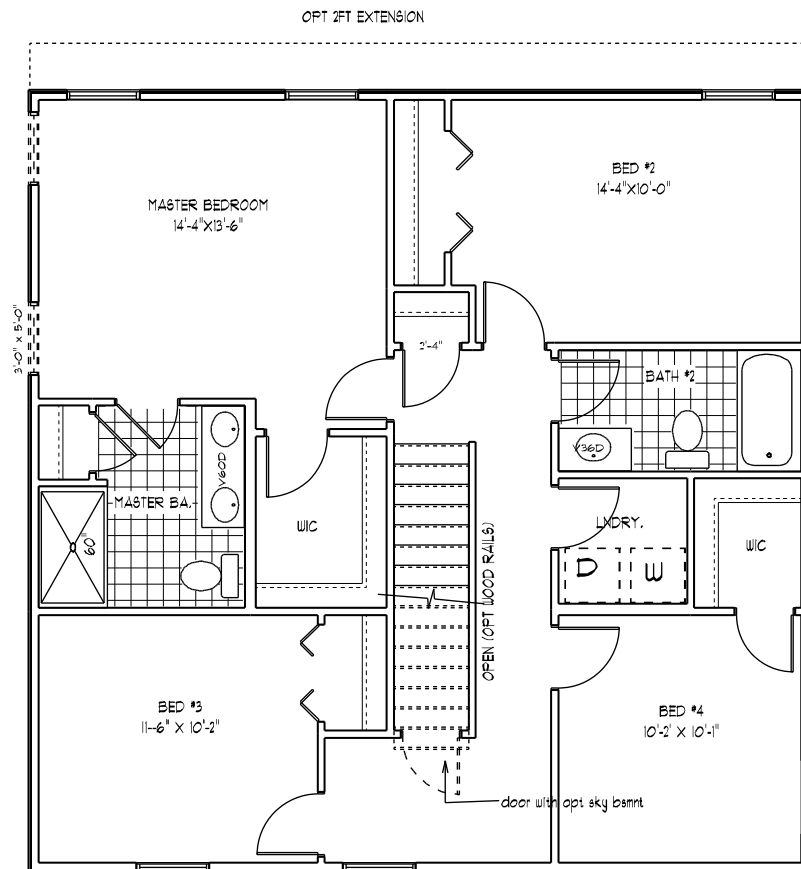 OPT 2FT EXTENSION
BED #2
14'-4"X10'-0"
MASTER BEDROOM
14'-4"X13'-6"
3'-0" x 5'-0"
2'-4"
BATH #2
V36D
V60D
MASTER BA.
60"
WIC
LNDRY.
D
W
WIC
OPEN (OPT WOOD RAILS)
BED #3
11--6" X 10'-2"
BED #4
10'-2' X 10'-1"
door with opt sky bsmnt